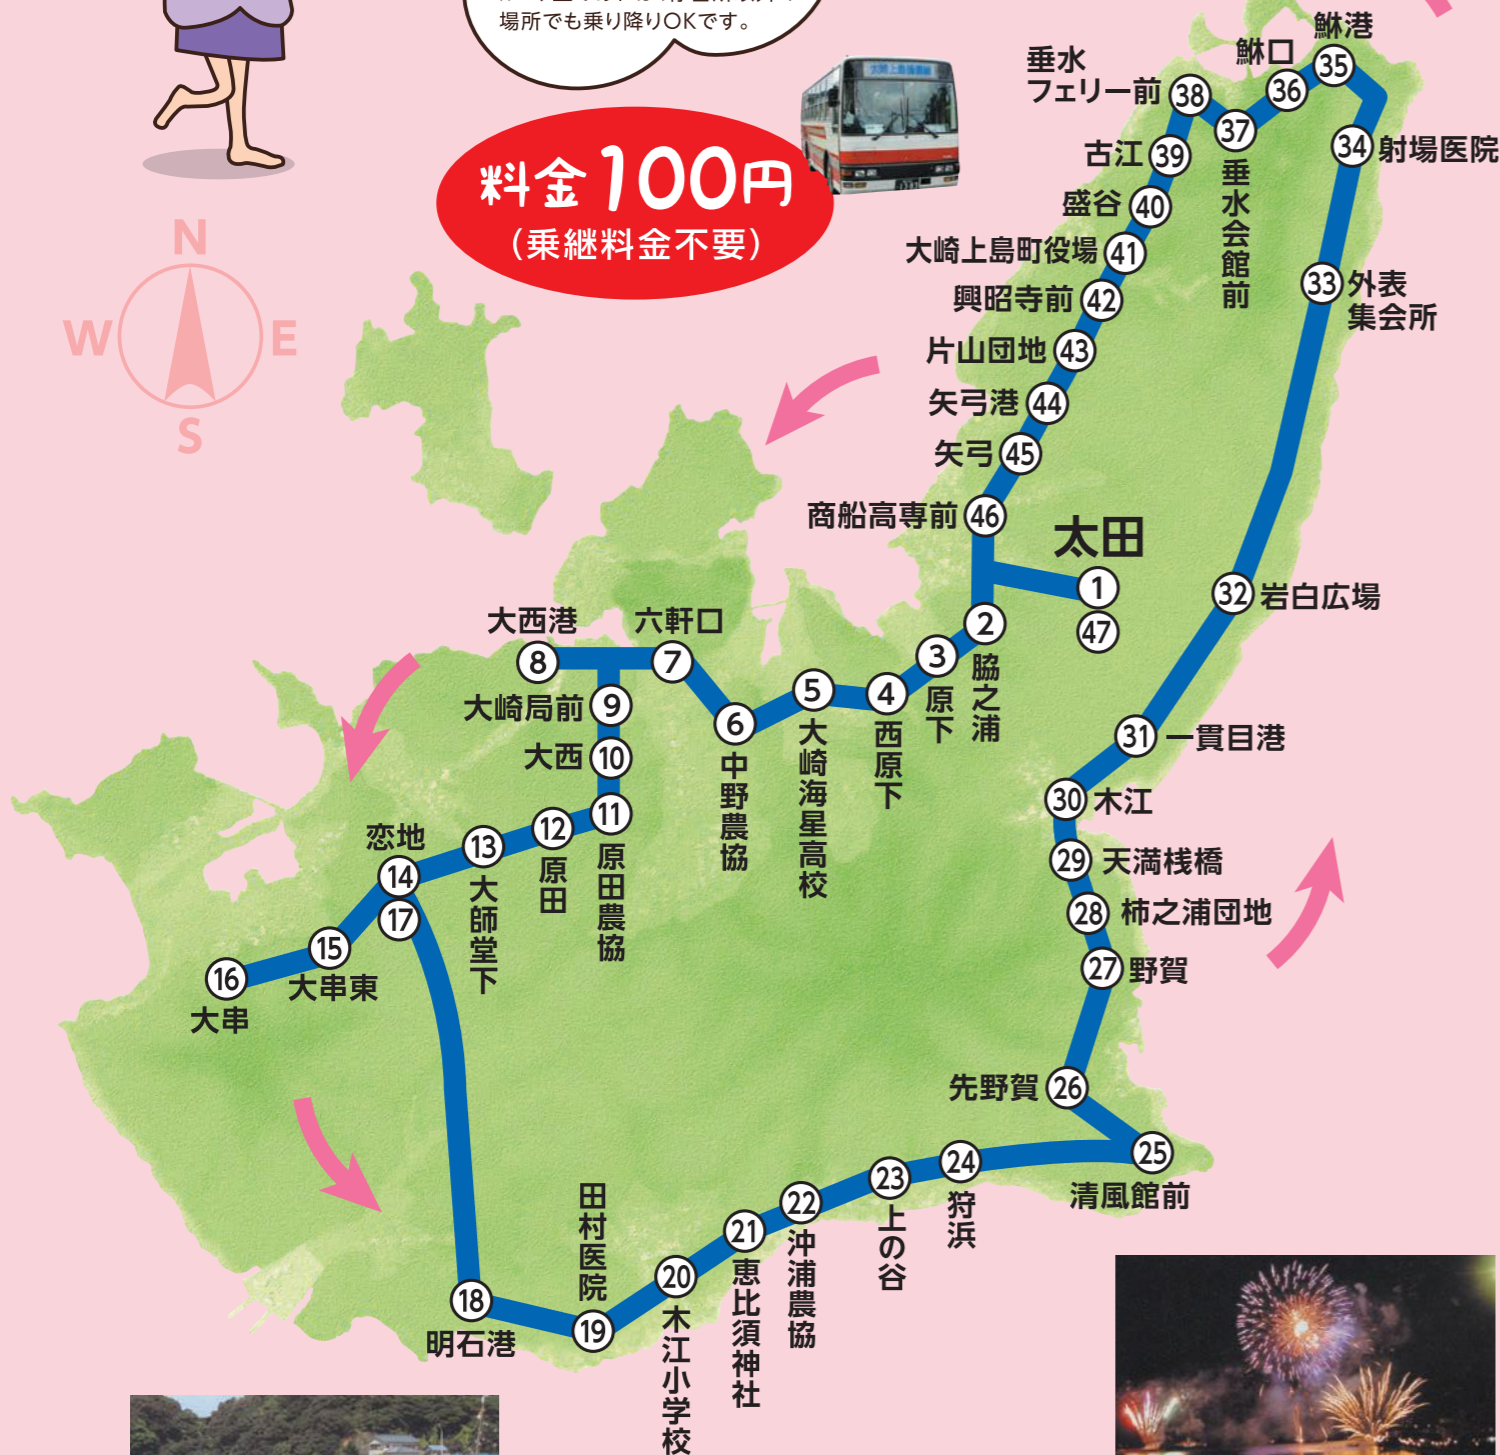 場所でも乗り降りOKです。
料金100円
(乗継料金不要)
N
W
E
S
太田
1
47
2
脇之浦
3
原下
4
西原下
5
大崎海星高校
6
中野農協
六軒口
7
大西港
8
大崎局前
9
大西
10
11
原田農協
12
原田
13
大師堂下
恋地
14
17
15
大串東
16
大串
18
明石港
田村医院
19
20
木江小学校
21
恵比須神社
22
沖浦農協
23
上の谷
24
狩浜
25
清風館前
先野賀
26
27
野賀
28
柿之浦団地
29
天満桟橋
30
木江
31
一貫目港
32
岩白広場
33
外表
集会所
34
射場医院
鮴港
35
鮴口
36
37
垂水会館前
垂水
フェリー前
38
古江
39
盛谷
40
大崎上島町役場
41
興昭寺前
42
片山団地
43
矢弓港
44
矢弓
45
商船高専前
46